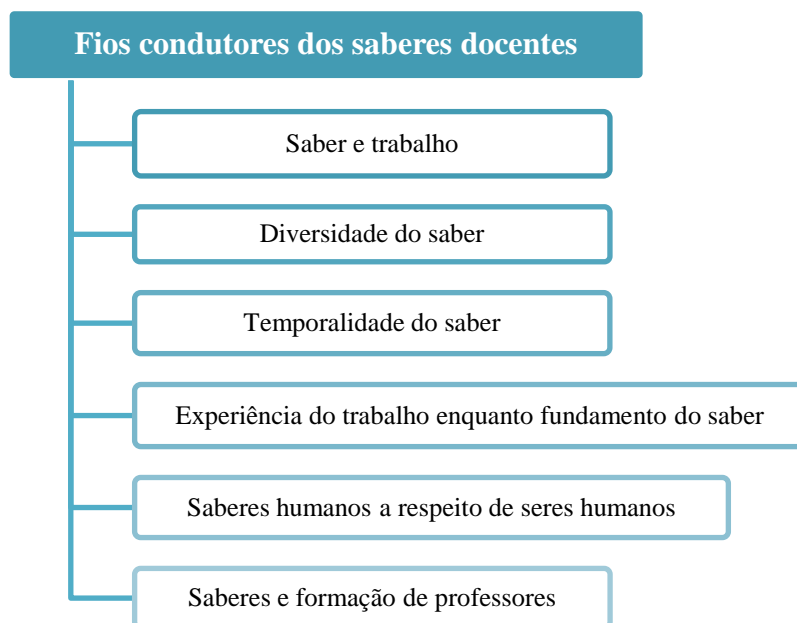 Fios condutores dos saberes docentes
Saber e trabalho
Diversidade do saber
Temporalidade do saber
Experiência do trabalho enquanto fundamento do saber
Saberes humanos a respeito de seres humanos
Saberes e formação de professores